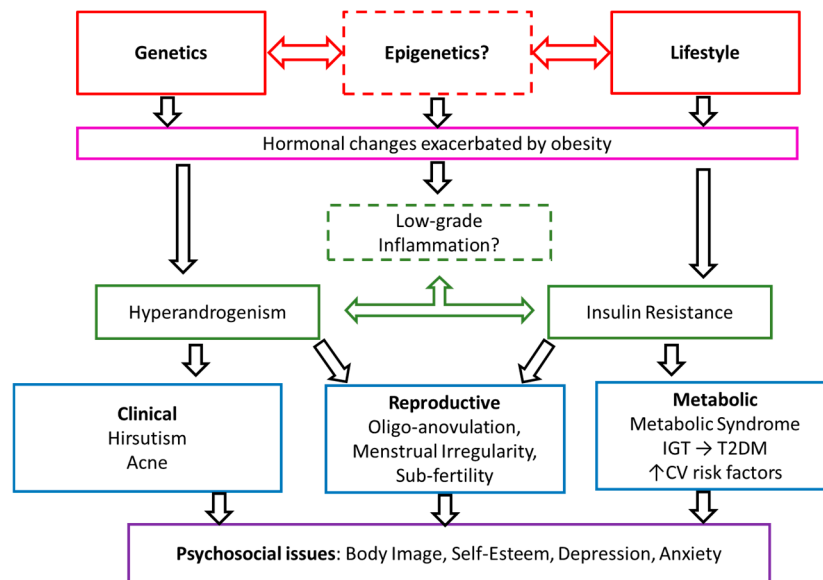 Genetics
Epigenetics?
Lifestyle
Hormonal changes exacerbated by obesity
Low-grade
Inflammation?
Hyperandrogenism
Insulin Resistance
Clinical
Hirsutism
Acne
Reproductive
Oligo-anovulation,
Menstrual Irregularity,
Sub-fertility
Metabolic
Metabolic Syndrome
IGT → T2DM
↑CV risk factors
Psychosocial issues: Body Image, Self-Esteem, Depression, Anxiety